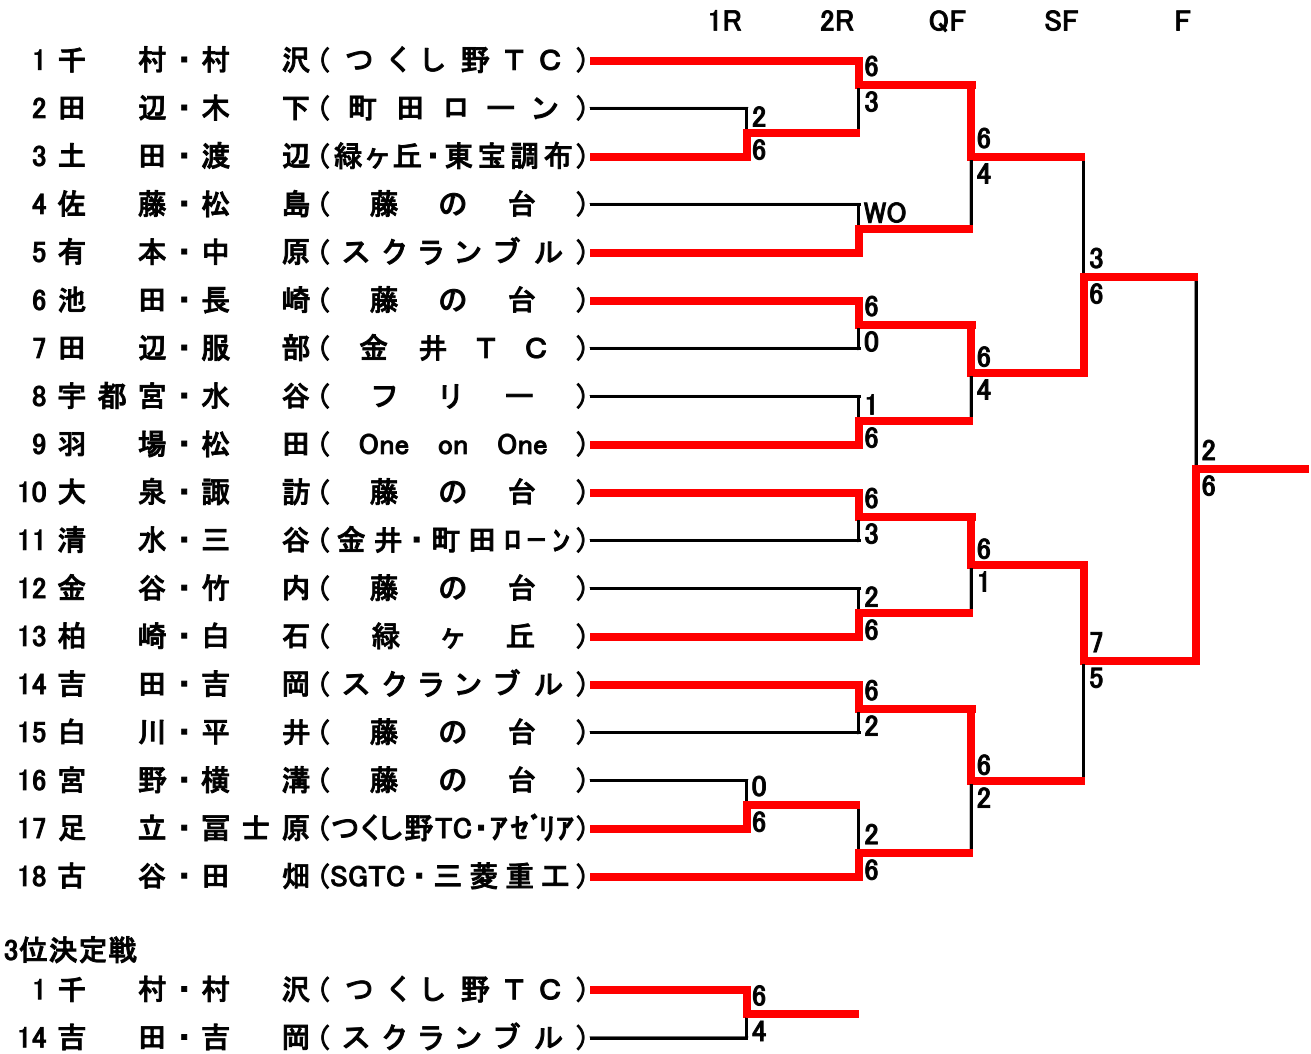 1R 2R QF SF F
1 千 村・村 沢 ( つ く し 野 T C ) 6
2 田 辺・木 下 ( 町 田 ロ ー ン ) 2 3
3 土 田・渡 辺 (緑ヶ丘・東宝調布) 6 6 4
4 佐 藤・松 島 ( 藤 の 台 ) WO
5 有 本・中 原 ( ス ク ラ ン ブ ル ) 3
6 池 田・長 崎 ( 藤 の 台 ) 6 6
7 田 辺・服 部 ( 金 井 T C ) 0 6
8 宇 都 宮・水 谷 ( フ リ ー ) 1 4
9 羽 場・松 田 ( One on One ) 6 2
10 大 泉・諏 訪 ( 藤 の 台 ) 6 6
11 清 水・三 谷 ( 金 井・町 田 ローン ) 3 6
12 金 谷・竹 内 ( 藤 の 台 ) 2 1
13 柏 崎・白 石 ( 緑 ヶ 丘 ) 6 7
14 吉 田・吉 岡 ( ス ク ラ ン ブ ル ) 6 5
15 白 川・平 井 ( 藤 の 台 ) 2
16 宮 野・横 溝 ( 藤 の 台 ) 0 6 2
17 足 立・冨 士 原 (つくし野TC・アゼリア) 6 2
18 古 谷・田 畑 (SGTC・三 菱 重 工 ) 6
3位決定戦
1 千 村・村 沢 ( つ く し 野 T C ) 6
14 吉 田・吉 岡 ( ス ク ラ ン ブ ル ) 4